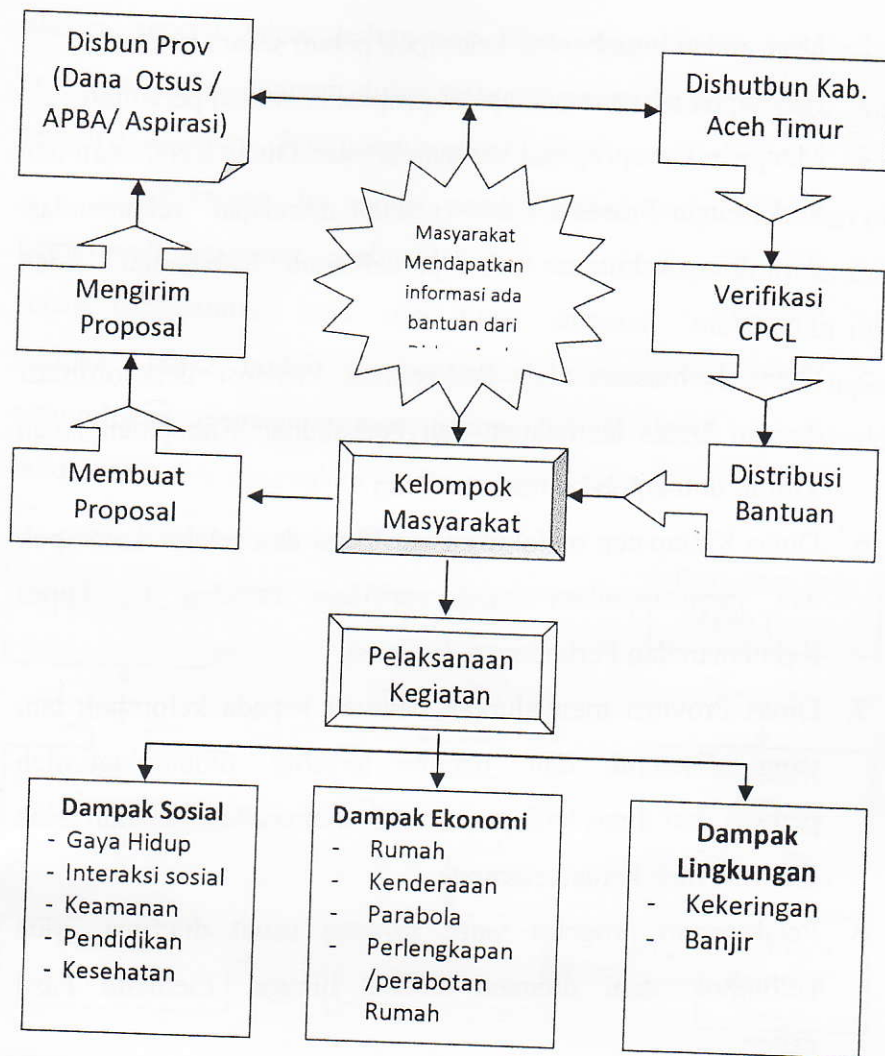 Disbun Prov
(Dana Otsus /
APBA/ Aspirasi)
Dishutbun Kab.
Aceh Timur
Masyarakat
Mendapatkan
informasi ada
bantuan dari
Mengirim
Proposal
Verifikasi
CPCL
Membuat
Proposal
Kelompok
Masyarakat
Distribusi
Bantuan
Pelaksanaan
Kegiatan
Dampak Sosial
- Gaya Hidup
- Interaksi sosial
- Keamanan
- Pendidikan
- Kesehatan
Dampak Ekonomi
- Rumah
- Kenderaaan
- Parabola
Perlengkapan
/perabotan
Rumah
Dampak
Lingkungan
- Kekeringan
- Banjir